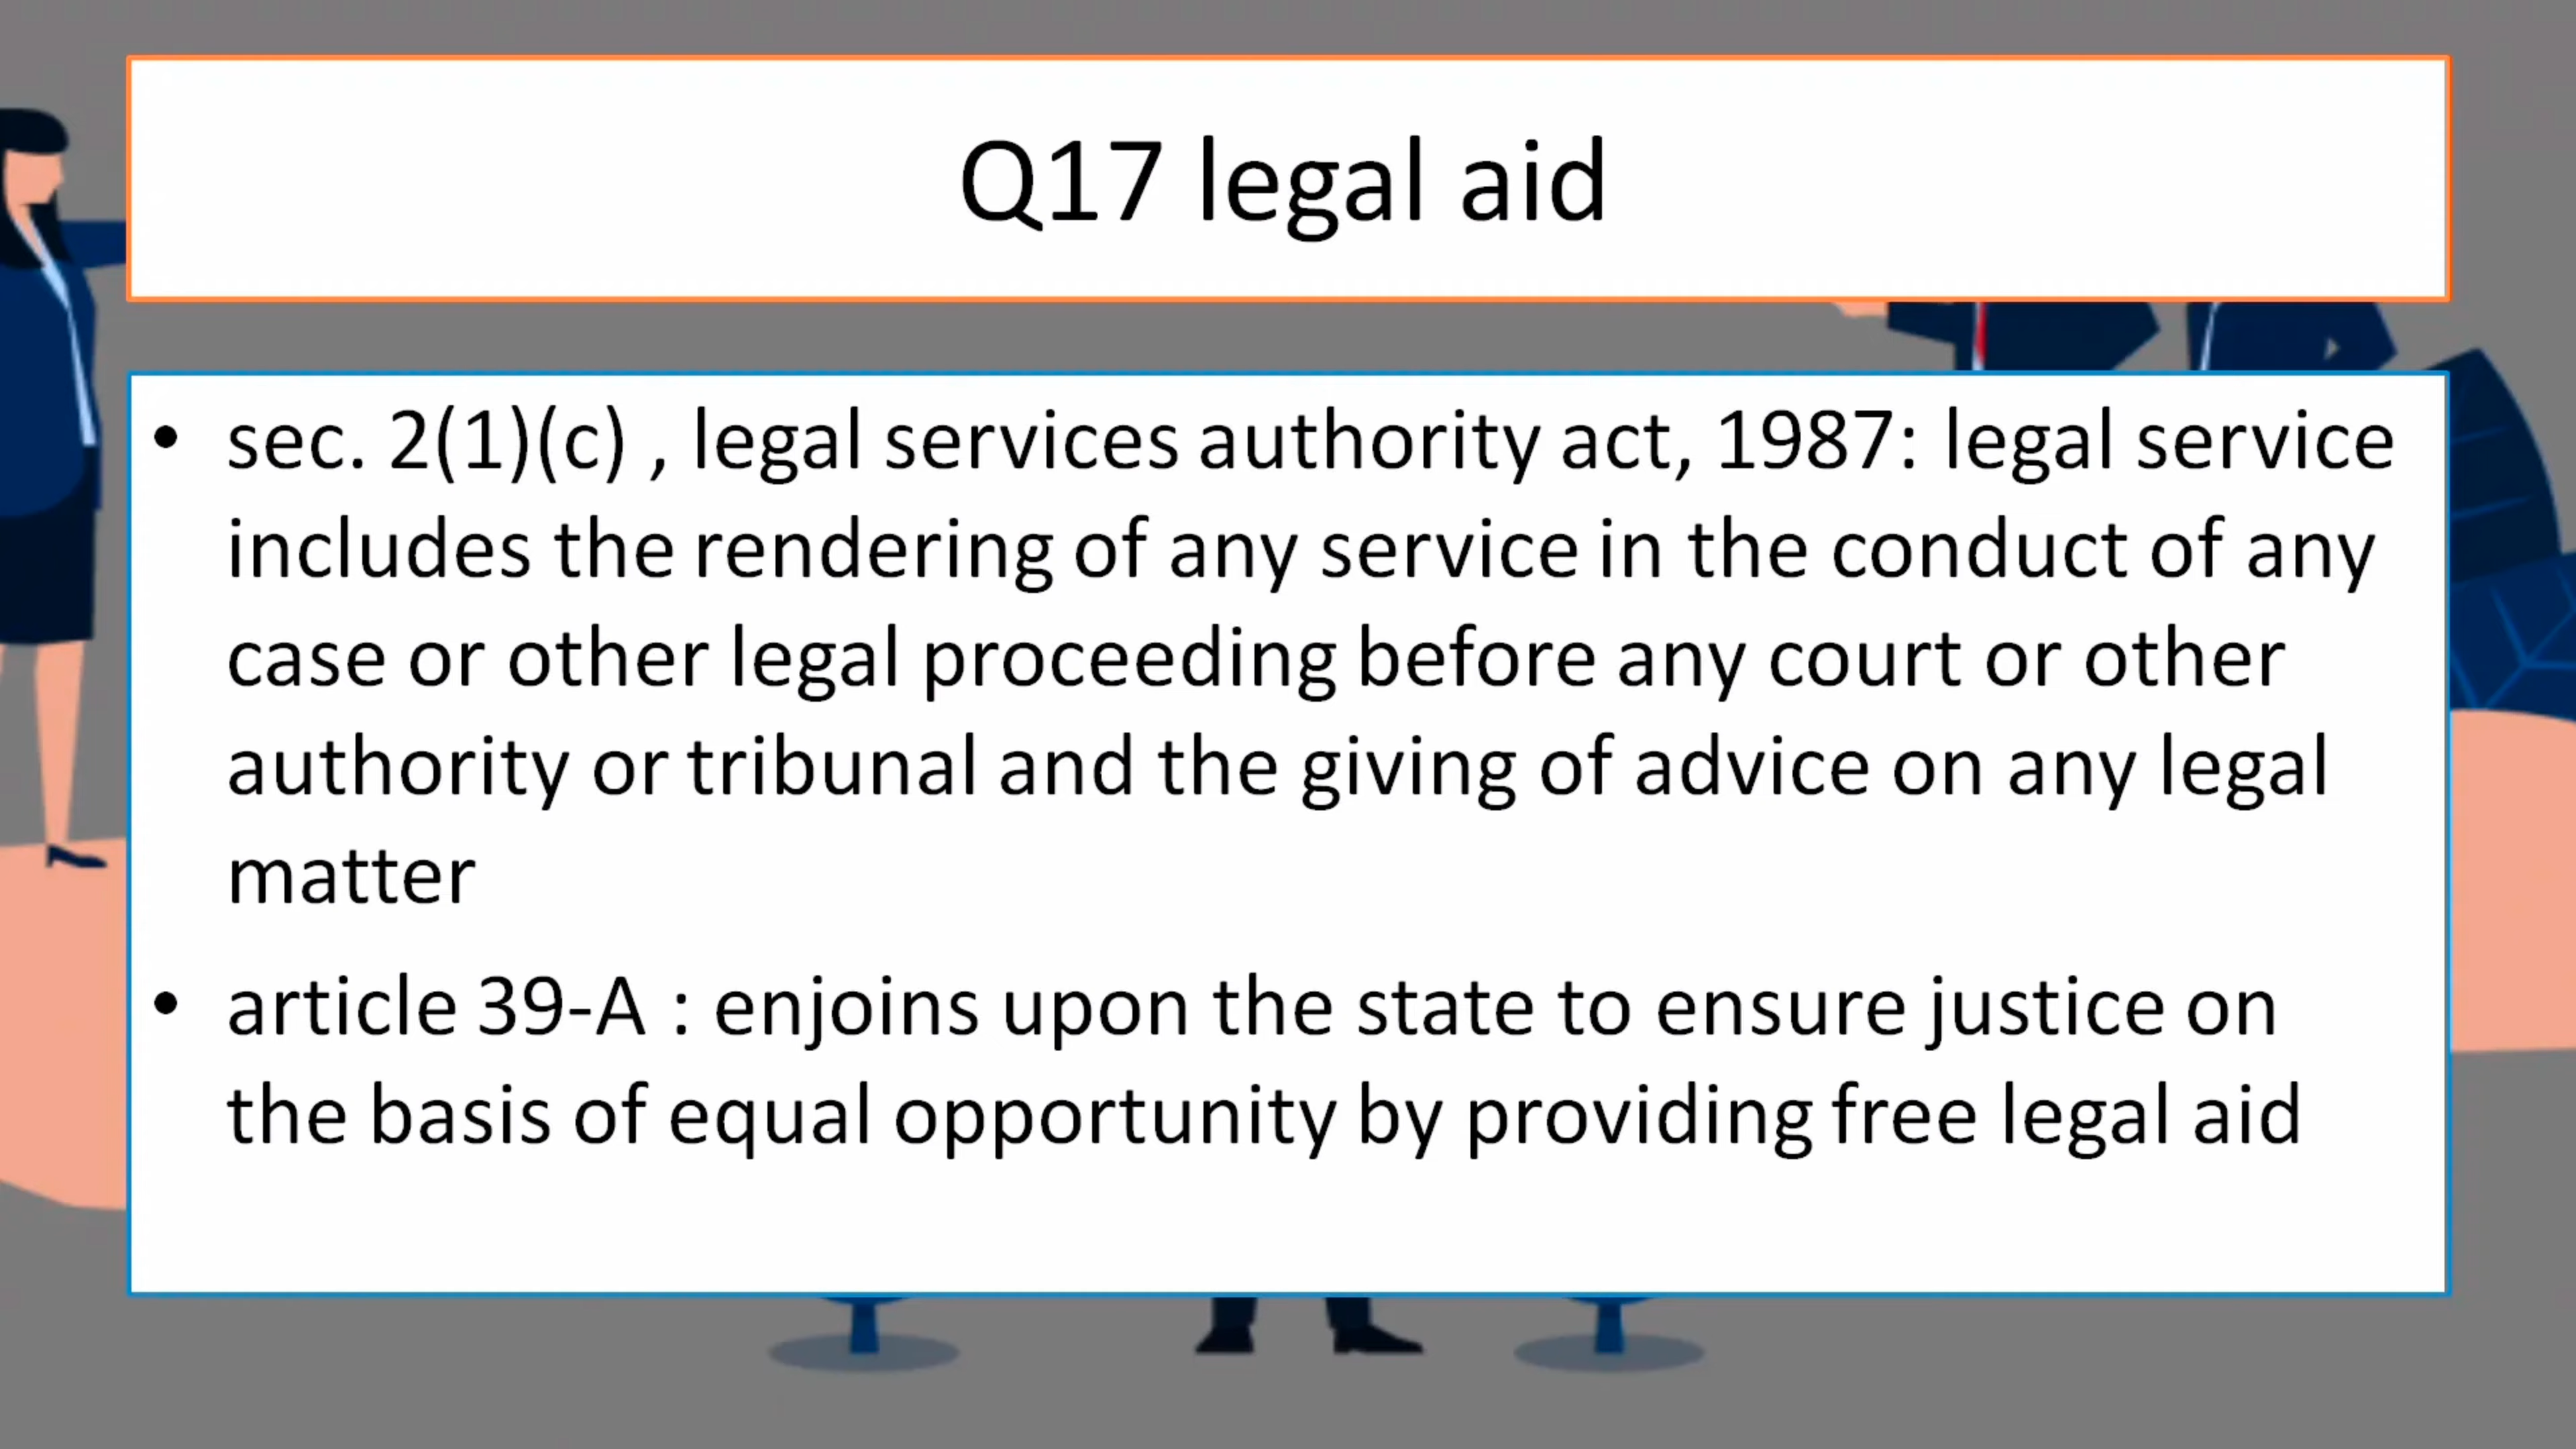 Q17 legal aid
• sec. 2(1)(c) , legal services authority act, 1987: legal service
includes the rendering of any service in the conduct of any
case or other legal proceeding before any court or other
authority or tribunal and the giving of advice on any legal
matter
• article 39-A : enjoins upon the state to ensure justice on
the basis of equal opportunity by providing free legal aid